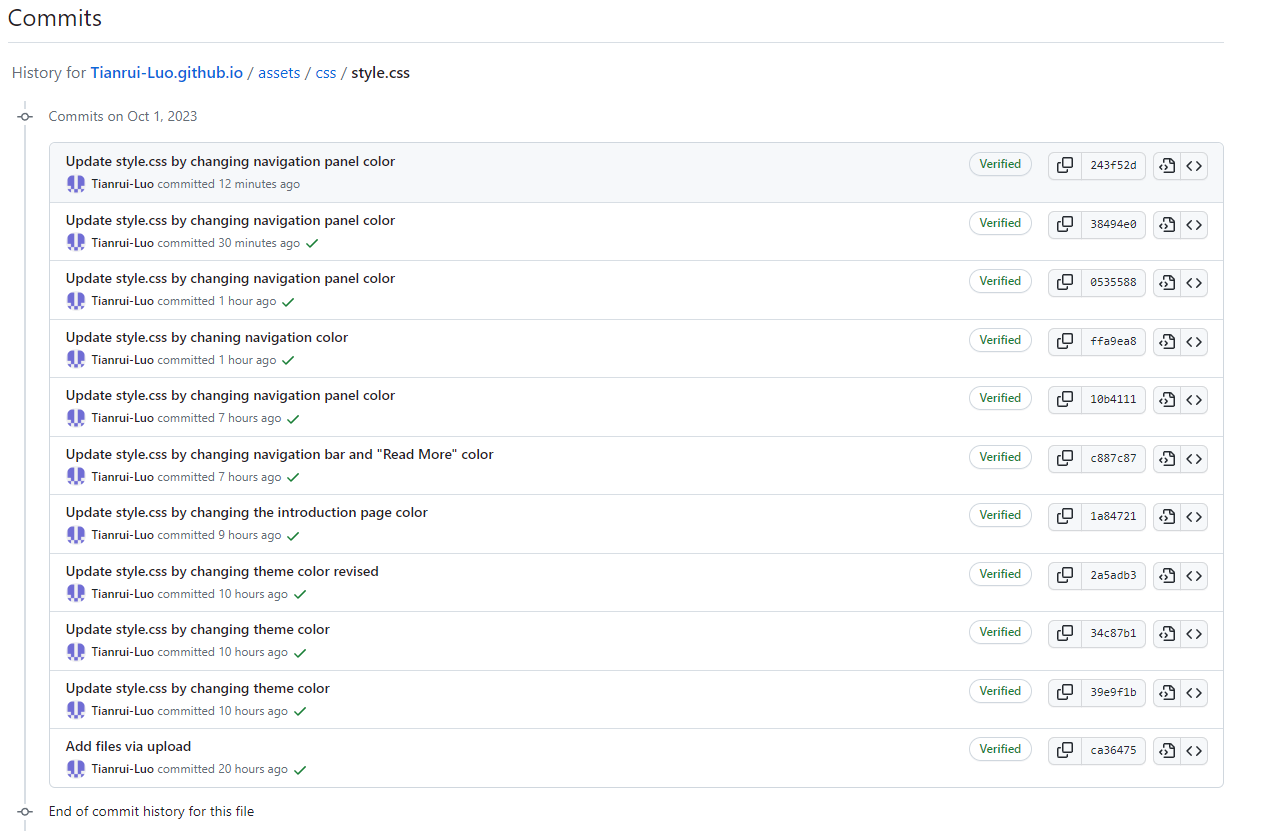 Commits
History for Tianrui-Luo.github.io / assets / css / style.css
Commits on Oct 1, 2023
Update style.css by changing navigation panel color
Verified 243f52d
Tianrui-Luo committed 12 minutes ago
Update style.css by changing navigation panel color
Verified 38494e0
Tianrui-Luo committed 30 minutes ago
Update style.css by changing navigation panel color
Verified 0535588
Tianrui-Luo committed 1 hour ago
Update style.css by chaning navigation color
Verified ffa9ea8
Tianrui-Luo committed 1 hour ago
Update style.css by changing navigation panel color
Verified 10b4111
Tianrui-Luo committed 7 hours ago
Update style.css by changing navigation bar and "Read More" color
Verified c887c87
Tianrui-Luo committed 7 hours ago
Update style.css by changing the introduction page color
Verified 1a84721
Tianrui-Luo committed 9 hours ago
Update style.css by changing theme color revised
Verified 2a5adb3
Tianrui-Luo committed 10 hours ago
Update style.css by changing theme color
Verified 34c87b1
Tianrui-Luo committed 10 hours ago
Update style.css by changing theme color
Verified 39e9f1b
Tianrui-Luo committed 10 hours ago
Add files via upload
Verified ca36475
Tianrui-Luo committed 20 hours ago
End of commit history for this file